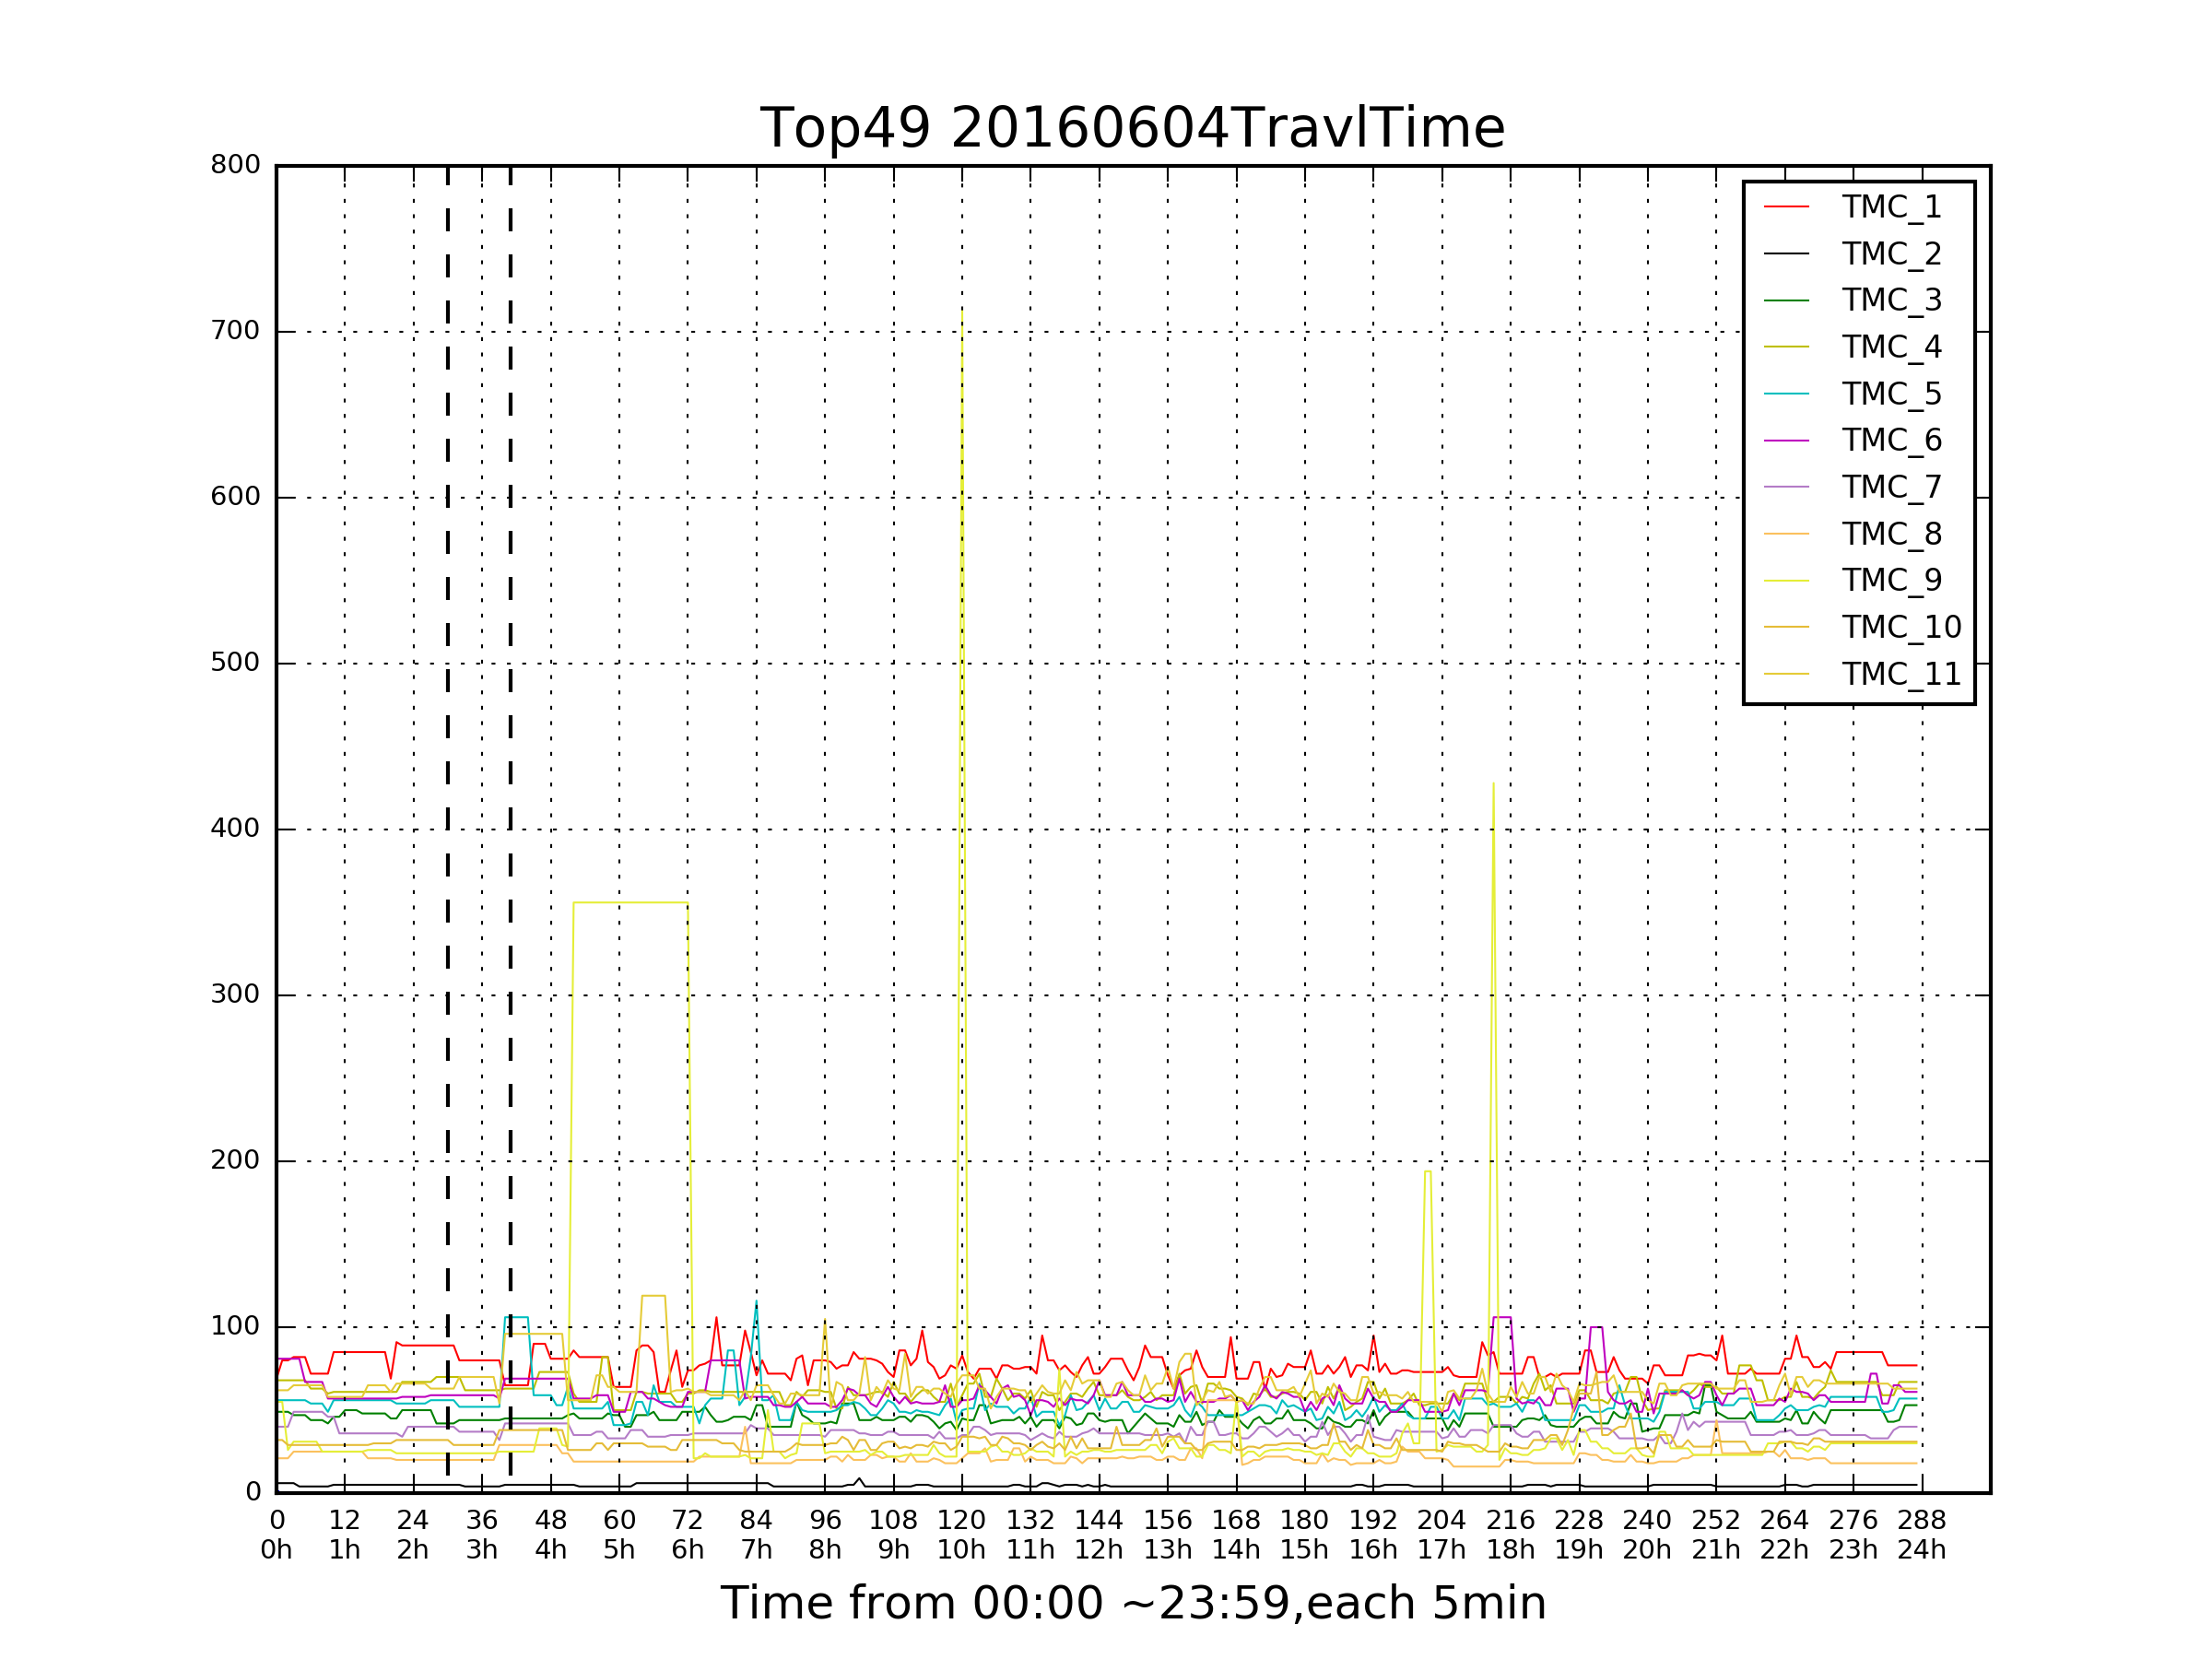 Top49 20160604TravlTime
800
700
600
500
400
300
200
100
0
TMC_1
TMC_2
TMC_3
TMC_4
TMC_5
TMC_6
TMC_7
TMC_8
TMC_9
TMC_10
TMC_11
0 12 24 36 48 60 72 84 96 108 120 132 144 156 168 180 192 204 216 228 240 252 264 276 288
0h 1h 2h 3h 4h 5h 6h 7h 8h 9h 10h 11h 12h 13h 14h 15h 16h 17h 18h 19h 20h 21h 22h 23h 24h
Time from 00:00 ~23:59,each 5min